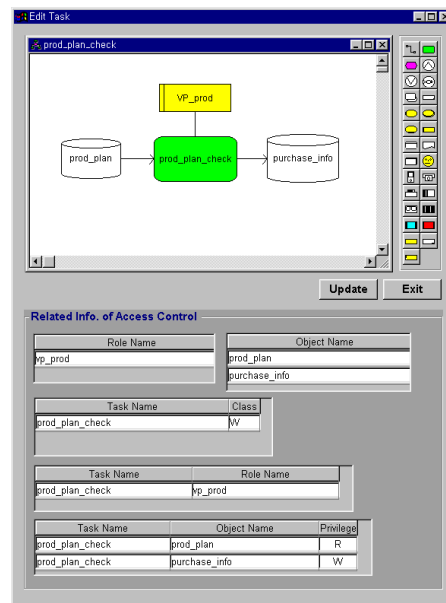 Edit Task
prod_plan_check
VP_prod
prod_plan
prod_plan_check
purchase_info
Update Exit
Related Info. of Access Control
Role Name
vp_prod
Object Name
prod_plan
purchase_info
Task Name Class
prod_plan_check W
Task Name Role Name
prod_plan_check vp_prod
Task Name Object Name Privilege
prod_plan_check prod_plan R
prod_plan_check purchase_info W